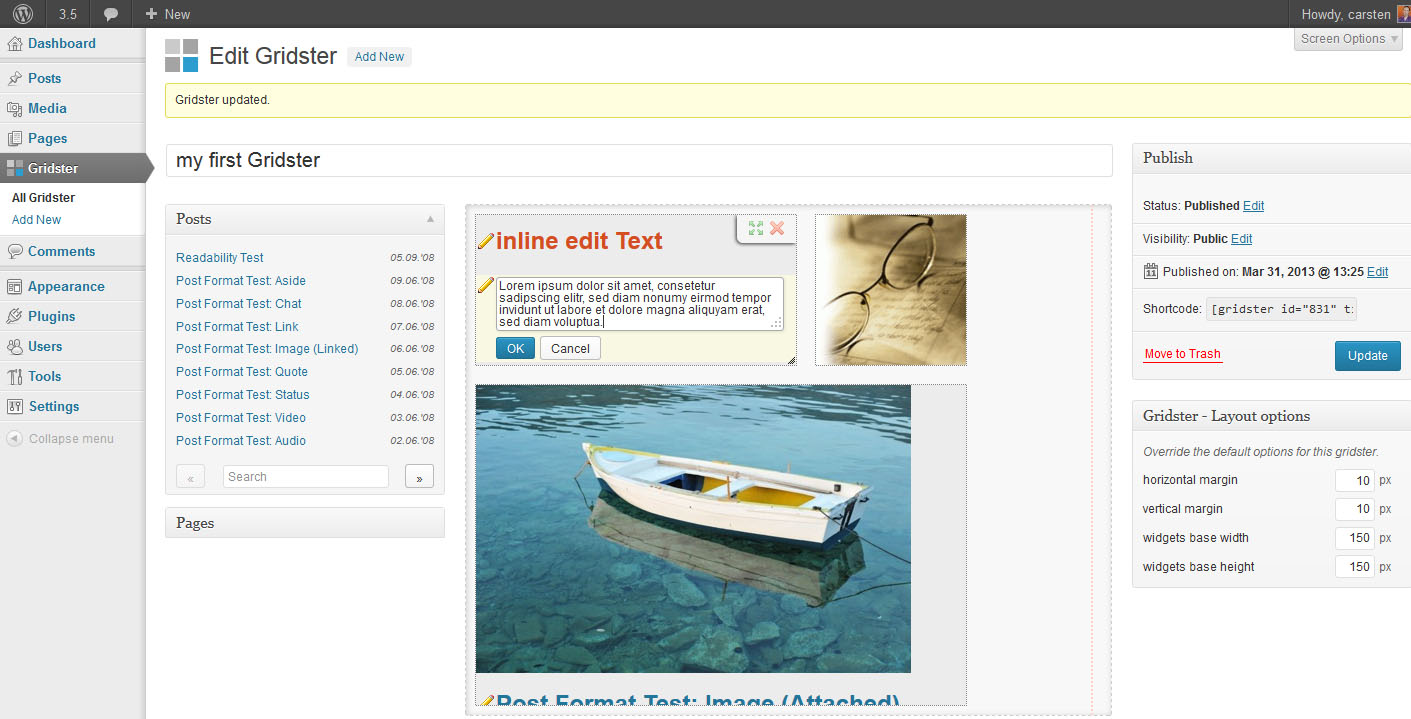 3.5
New
Howdy, carsten
Screen Options
Dashboard
Posts
Media
Pages
Gridster
All Gridster
Add New
Comments
Appearance
Plugins
Users
Tools
Settings
Collapse menu
Edit Gridster Add New
Gridster updated.
my first Gridster
Posts
Readability Test 05.09.'08
Post Format Test: Aside 09.06.'08
Post Format Test: Chat 08.06.'08
Post Format Test: Link 07.06.'08
Post Format Test: Image (Linked) 06.06.'08
Post Format Test: Quote 05.06.'08
Post Format Test: Status 04.06.'08
Post Format Test: Video 03.06.'08
Post Format Test: Audio 02.06.'08
« Search »
Pages
inline edit Text
Lorem ipsum dolor sit amet, consetetur
sadipscing elitr, sed diam nonumy eirmod tempor
invidunt ut labore et dolore magna aliquyam erat,
sed diam voluptua.
OK Cancel
Post Format Test: Image (Attached)
Publish
Status: Published Edit
Visibility: Public Edit
Published on: Mar 31, 2013 @ 13:25 Edit
Shortcode: [gridster id="831" t:
Move to Trash Update
Gridster - Layout options
Override the default options for this gridster.
horizontal margin 10 px
vertical margin 10 px
widgets base width 150 px
widgets base height 150 px